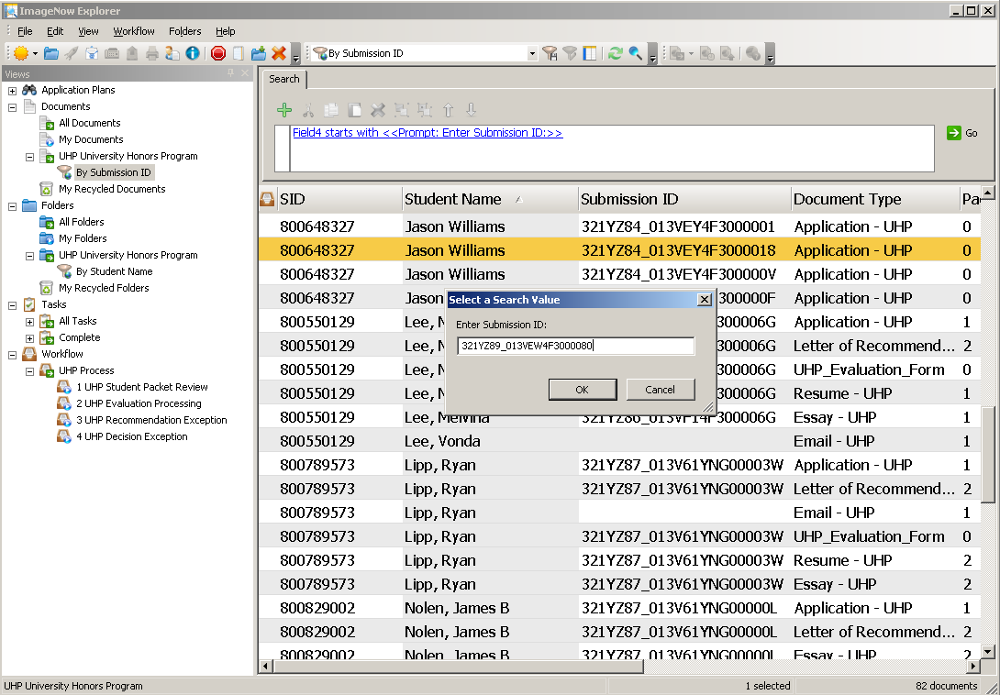 ImageNow Explorer
File Edit View Workflow Folders Help
By Submission ID
Views
Application Plans
Documents
All Documents
My Documents
UHP University Honors Program
By Submission ID
My Recycled Documents
Folders
All Folders
My Folders
UHP University Honors Program
By Student Name
My Recycled Folders
Tasks
All Tasks
Complete
Workflow
UHP Process
1 UHP Student Packet Review
2 UHP Evaluation Processing
3 UHP Recommendation Exception
4 UHP Decision Exception
Search
Field4 starts with <<Prompt: Enter Submission ID:>>
Go
SID Student Name Submission ID Document Type Pa
800648327 Jason Williams 321YZ84_013VEY4F3000001 Application - UHP 0
800648327 Jason Williams 321YZ84_013VEY4F3000018 Application - UHP 0
800648327 Jason Williams 321YZ84_013VEY4F300000V Application - UHP 0
800648327 Jason 300000F Application - UHP 0
800550129 Lee, 300006G Application - UHP 1
800550129 Lee, 300006G Letter of Recommend... 2
800550129 Lee, 300006G UHP_Evaluation_Form 0
800550129 Lee, 300006G Resume - UHP 1
800550129 Lee, Melvina 321YZ86_013VF14F300006G Essay - UHP 1
800550129 Lee, Vonda Email - UHP 1
800789573 Lipp, Ryan 321YZ87_013V61YNG00003W Application - UHP 1
800789573 Lipp, Ryan 321YZ87_013V61YNG00003W Letter of Recommend... 2
800789573 Lipp, Ryan Email - UHP 1
800789573 Lipp, Ryan 321YZ87_013V61YNG00003W UHP_Evaluation_Form 0
800789573 Lipp, Ryan 321YZ87_013V61YNG00003W Resume - UHP 2
800789573 Lipp, Ryan 321YZ87_013V61YNG00003W Essay - UHP 2
800829002 Nolen, James B 321YZ87_013V61YNG00000L Application - UHP 1
800829002 Nolen, James B 321YZ87_013V61YNG00000L Letter of Recommend... 2
800829002 Nolen, James B 321YZ87_013V61YNG00000L Essay - UHP 2
Select a Search Value
Enter Submission ID:
321YZ89_013VEW4F3000080
OK Cancel
UHP University Honors Program 1 selected 82 documents